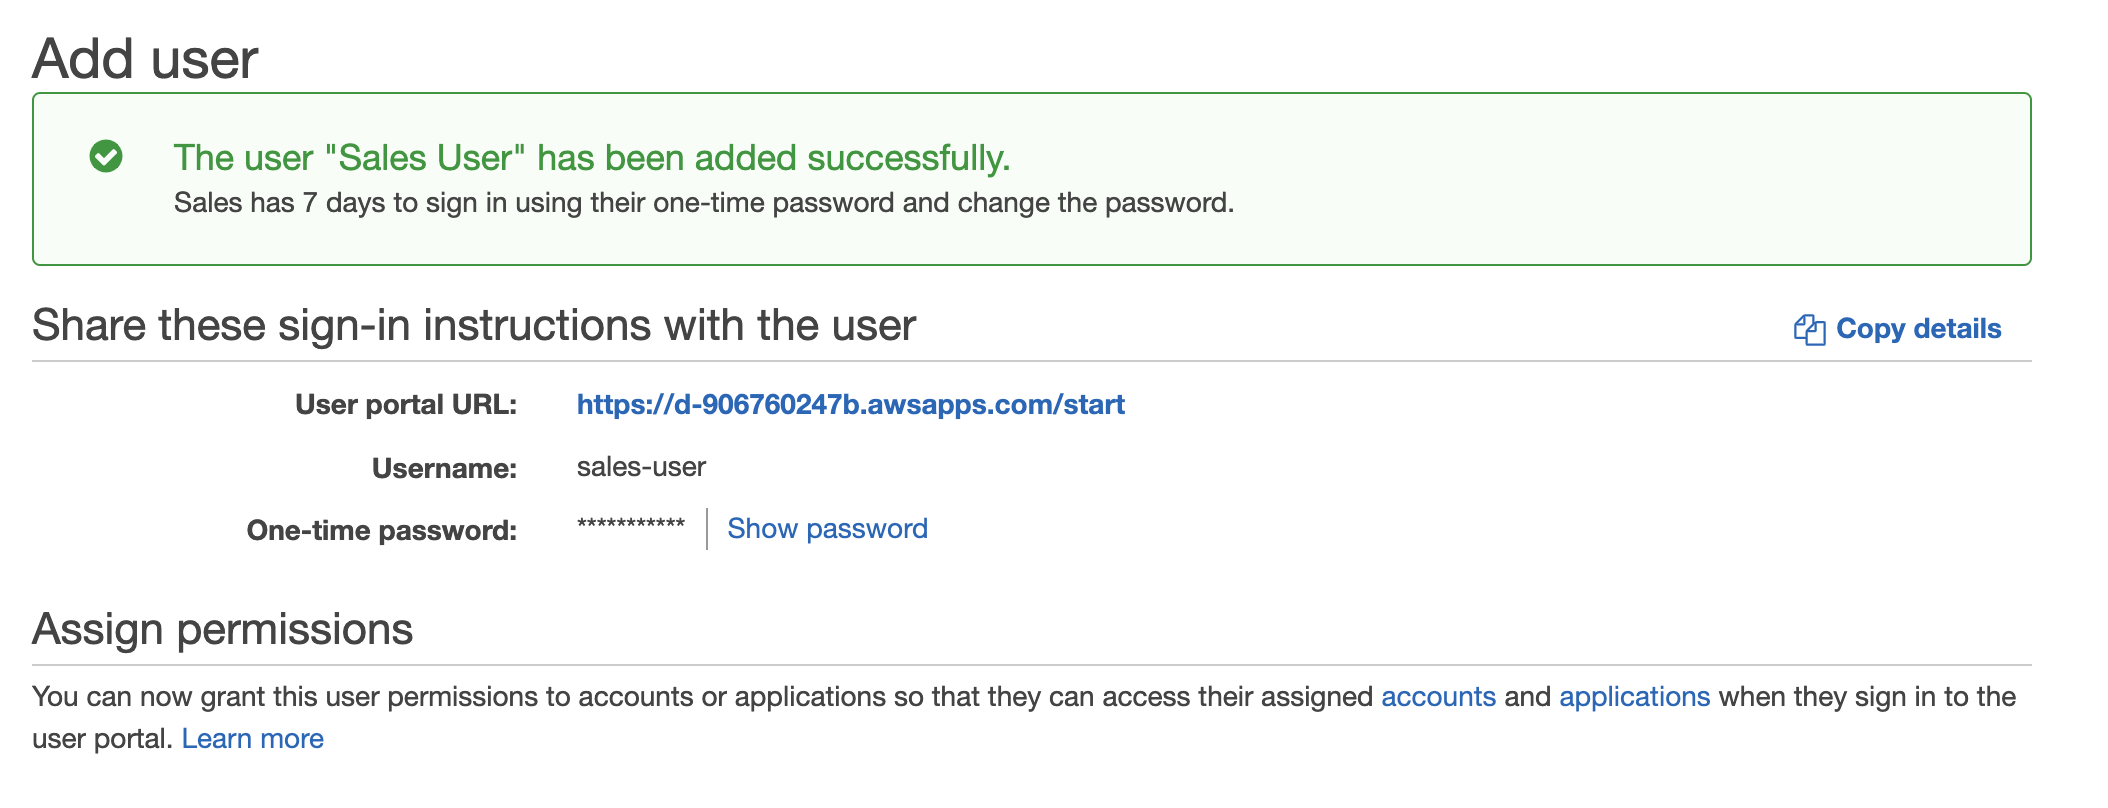 Add user
The user "Sales User" has been added successfully.
Sales has 7 days to sign in using their one-time password and change the password.
Share these sign-in instructions with the user
Copy details
User portal URL: https://d-906760247b.awsapps.com/start
Username: sales-user
One-time password: *********** Show password
Assign permissions
You can now grant this user permissions to accounts or applications so that they can access their assigned accounts and applications when they sign in to the
user portal. Learn more